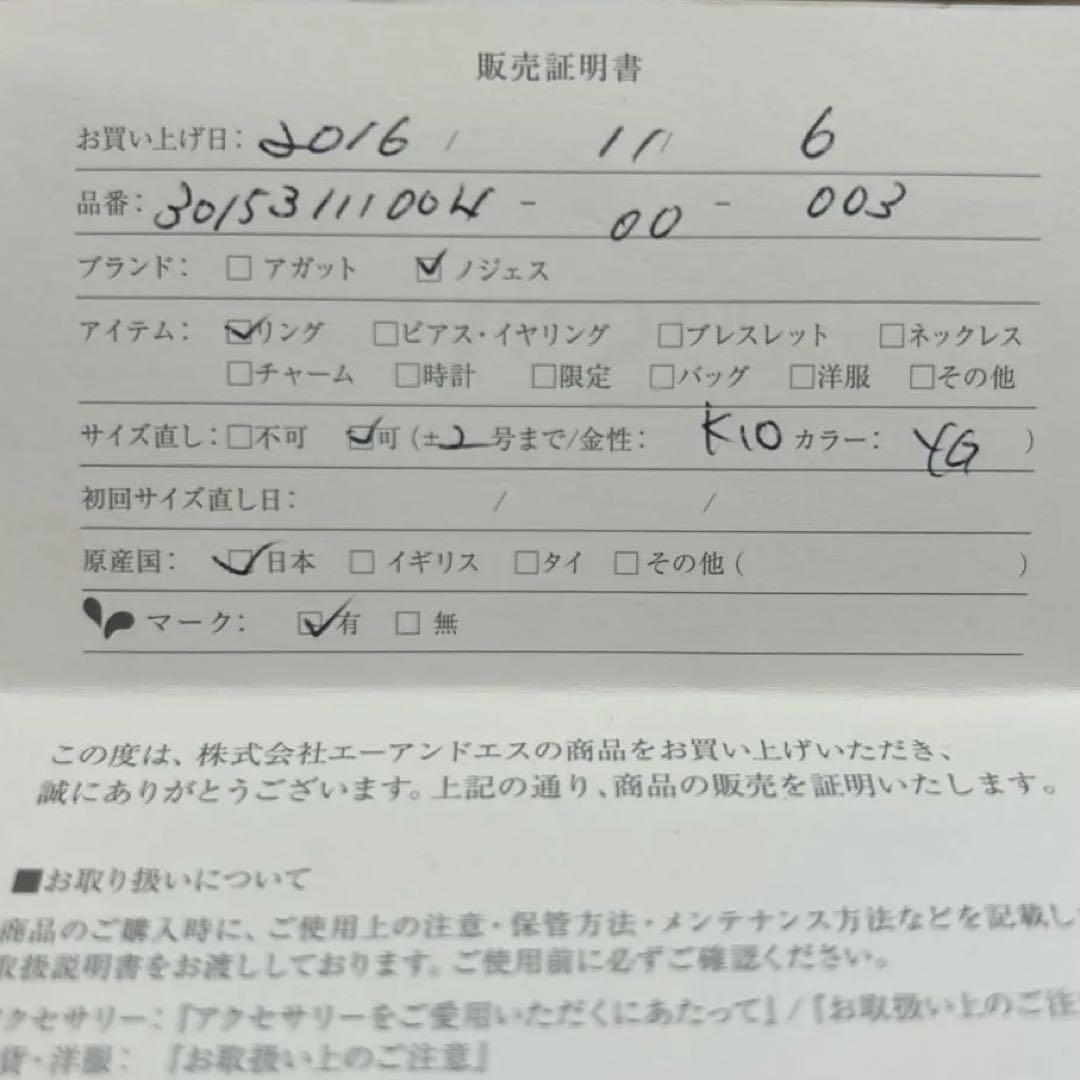 販売証明書
お買い上げ日: 2016 / 11 / 6
品番: 30153111004 - 00 - 003
ブランド: □ アガット ☑ ノジェス
アイテム: ☑リング □ピアス・イヤリング □ブレスレット □ネックレス
□チャーム □時計 □限定 □バッグ □洋服 □その他
サイズ直し: □不可 ☑可 (±2 号まで/金性: K10 カラー: YG )
初回サイズ直し日: / /
原産国: ☑日本 □ イギリス □タイ □ その他 ( )
マーク: ☑有 □ 無
この度は、株式会社エーアンドエスの商品をお買い上げいただき、
誠にありがとうございます。上記の通り、商品の販売を証明いたします。
■お取り扱いについて
商品のご購入時に、ご使用上の注意・保管方法・メンテナンス方法などを記載し
取扱説明書をお渡ししております。ご使用前に必ずご確認ください。
クセサリー: 『アクセサリーをご愛用いただくにあたって』/『お取扱い上のご注
貨・洋服: 『お取扱い上のご注意』